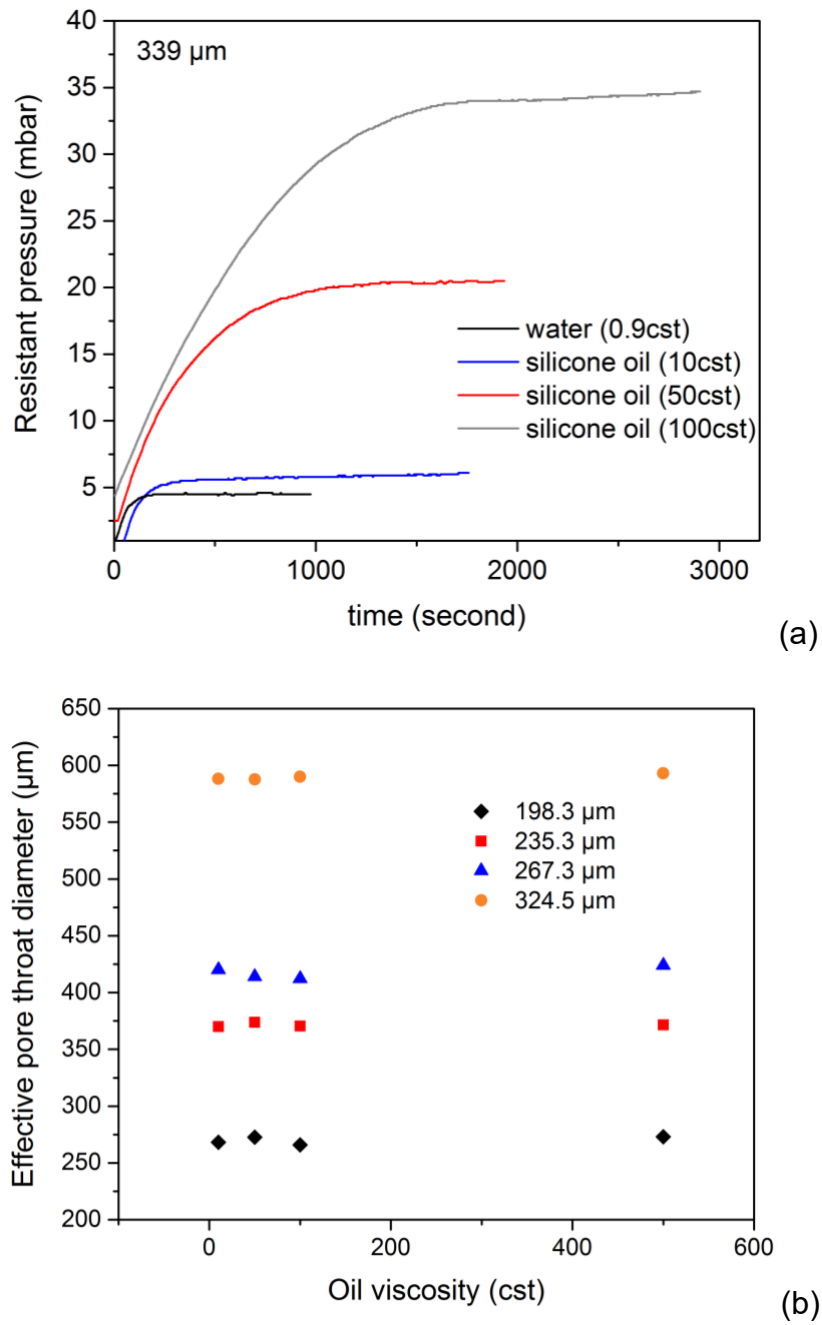 339 µm
40
35
30
25
20
15
10
5
Resistant pressure (mbar)
water (0.9cst)
silicone oil (10cst)
silicone oil (50cst)
silicone oil (100cst)
0 1000 2000 3000
time (second)
(a)
650
600
550
500
450
400
350
300
250
200
Effective pore throat diameter (µm)
198.3 µm
235.3 µm
267.3 µm
324.5 µm
0 200 400 600
Oil viscosity (cst)
(b)